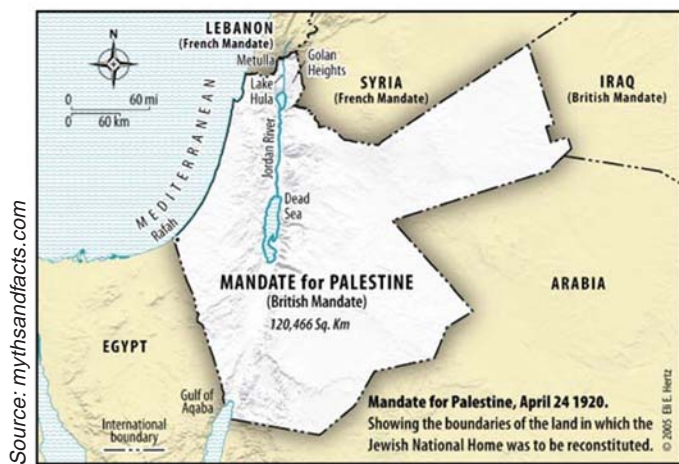 Source: mythsandfacts.com
LEBANON
(French Mandate)
Metulla
Golan
Heights
N
Lake
Hula
SYRIA
(French Mandate)
IRAQ
(British Mandate)
0 60 mi
0 60 km
MEDITERRANEAN
Jordan River
Dead
Sea
Rafah
MANDATE for PALESTINE
(British Mandate)
120,466 Sq. Km
ARABIA
EGYPT
Gulf of
Aqaba
International
boundary
Mandate for Palestine, April 24 1920.
Showing the boundaries of the land in which the
Jewish National Home was to be reconstituted.
© 2005 Eli E. Hertz